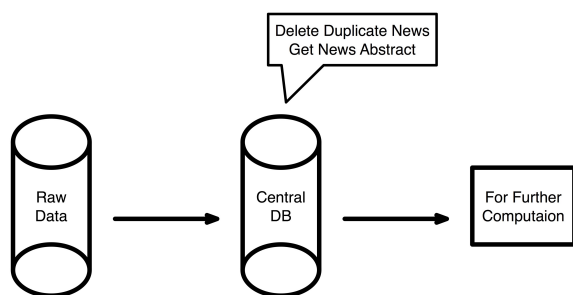 Delete Duplicate News
Get News Abstract
Raw
Data
Central
DB
For Further
Computaion